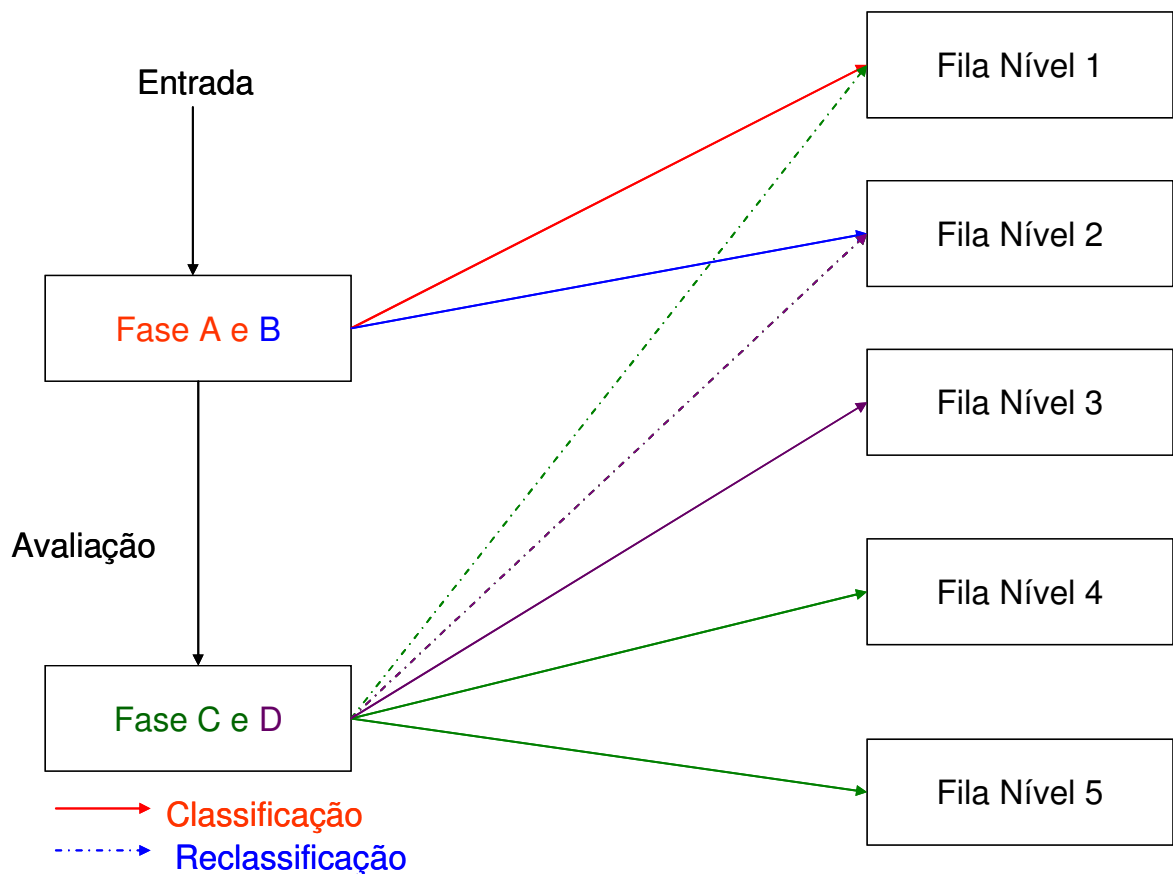 Entrada
Fase A e B
Avaliação
Fase C e D
Classificação
Reclassificação
Fila Nível 1
Fila Nível 2
Fila Nível 3
Fila Nível 4
Fila Nível 5